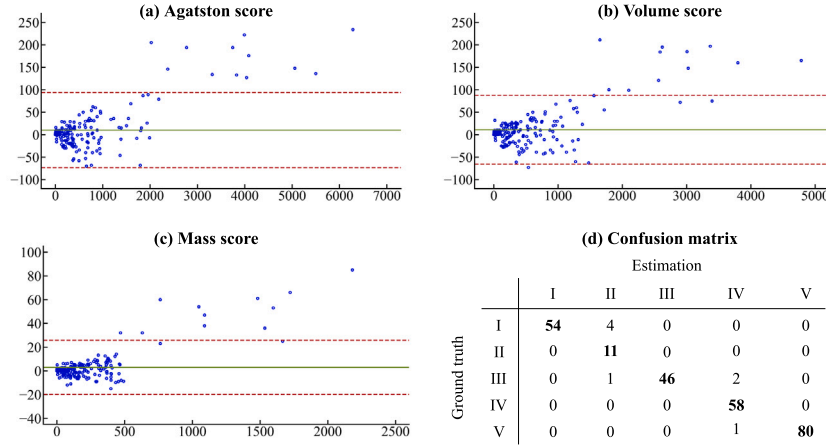 (a) Agatston score
250
200
150
100
50
0
−50
−100
0 1000 2000 3000 4000 5000 6000 7000
(b) Volume score
250
200
150
100
50
0
−50
−100
0 1000 2000 3000 4000 5000
(c) Mass score
100
80
60
40
20
0
−20
−40
0 500 1000 1500 2000 2500
(d) Confusion matrix
Estimation
Ground truth
I II III IV V
I 54 4 0 0 0
II 0 11 0 0 0
III 0 1 46 2 0
IV 0 0 0 58 0
V 0 0 0 1 80